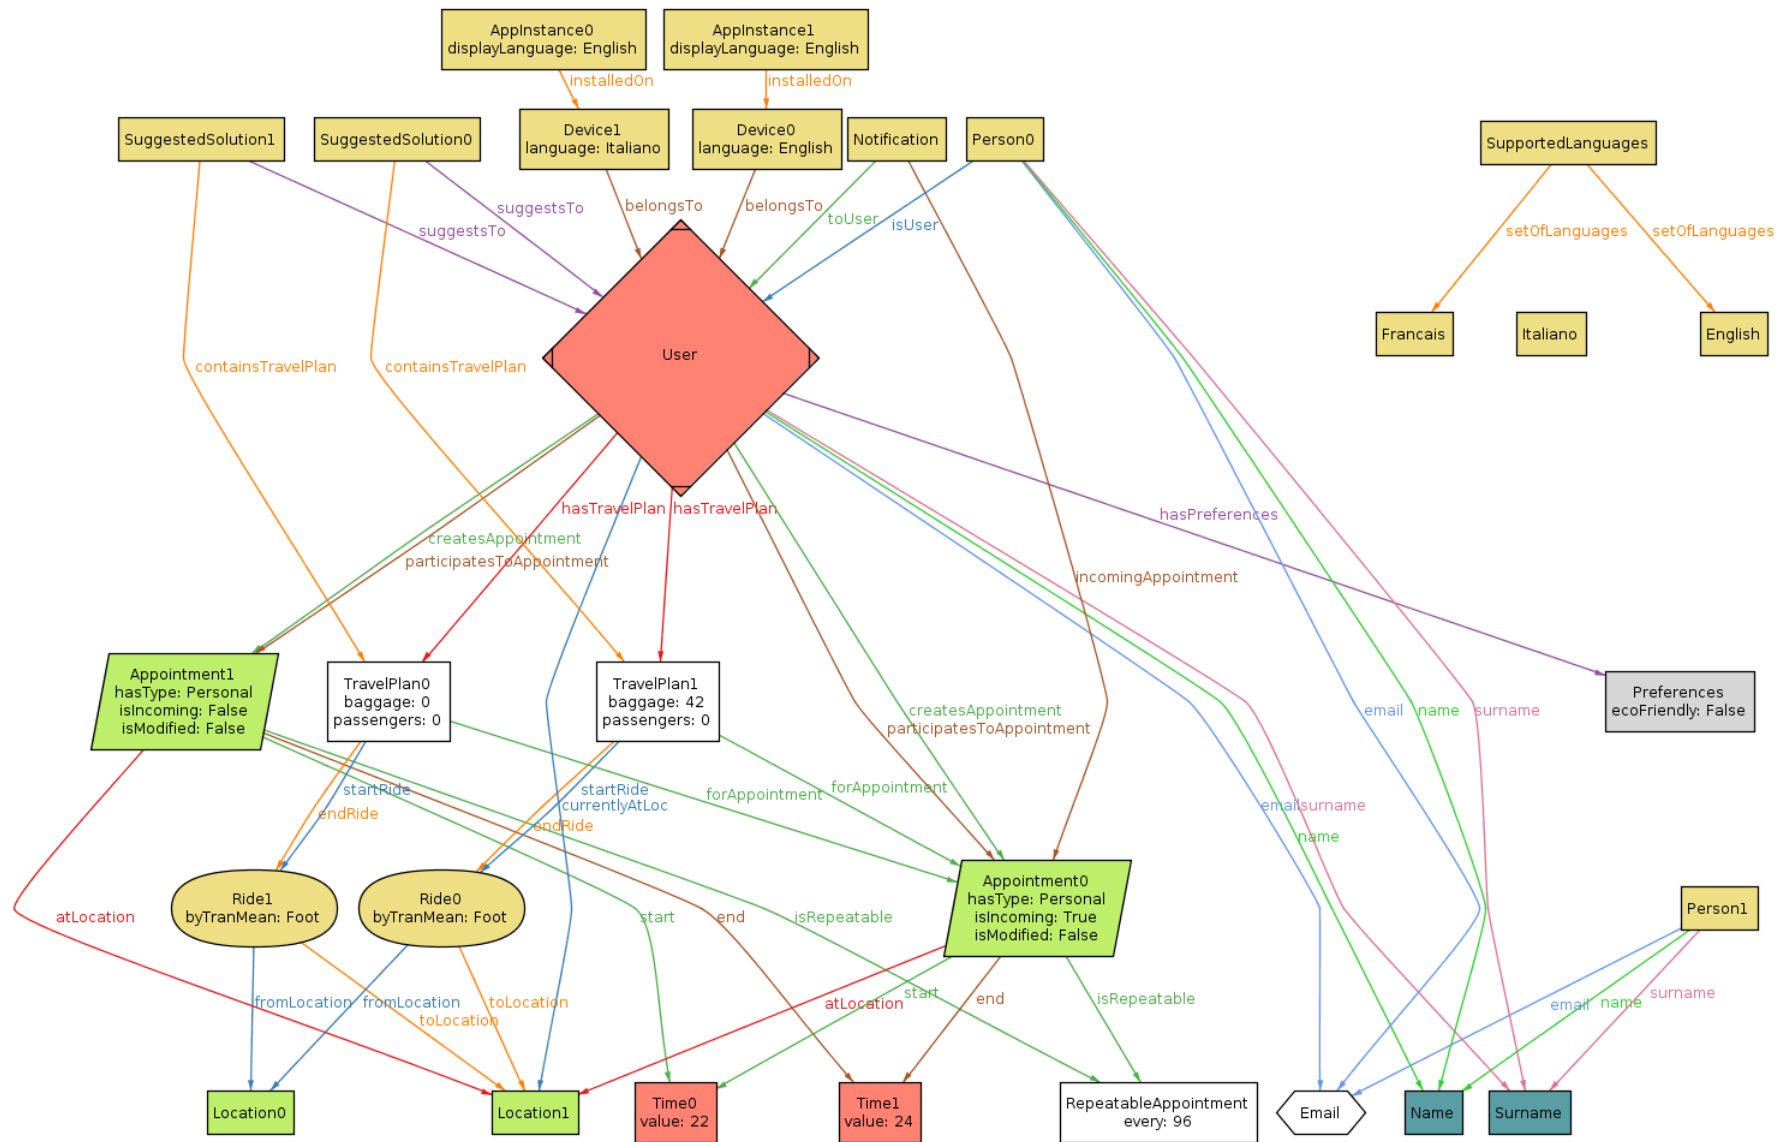 AppInstance0
displayLanguage: English
AppInstance1
displayLanguage: English
installedOn
installedOn
SuggestedSolution1
SuggestedSolution0
Device1
language: Italiano
Device0
language: English
Notification
Person0
SupportedLanguages
suggestsTo
suggestsTo
belongsTo
belongsTo
toUser
isUser
setOfLanguages
setOfLanguages
containsTravelPlan
containsTravelPlan
User
Francais
Italiano
English
hasTravelPlan
hasTravelPlan
hasPreferences
createsAppointment
participatesToAppointment
incomingAppointment
Appointment1
hasType: Personal
isIncoming: False
isModified: False
TravelPlan0
baggage: 0
passengers: 0
TravelPlan1
baggage: 42
passengers: 0
createsAppointment
participatesToAppointment
email
name
surname
Preferences
ecoFriendly: False
startRide
endRide
startRide
currentlyAtLoc
endRide
forAppointment
forAppointment
email
surname
name
atLocation
Ride1
byTranMean: Foot
Ride0
byTranMean: Foot
start
end
isRepeatable
Appointment0
hasType: Personal
isIncoming: True
isModified: False
Person1
fromLocation
toLocation
fromLocation
toLocation
atLocation
start
end
isRepeatable
email
name
surname
Location0
Location1
Time0
value: 22
Time1
value: 24
RepeatableAppointment
every: 96
Email
Name
Surname